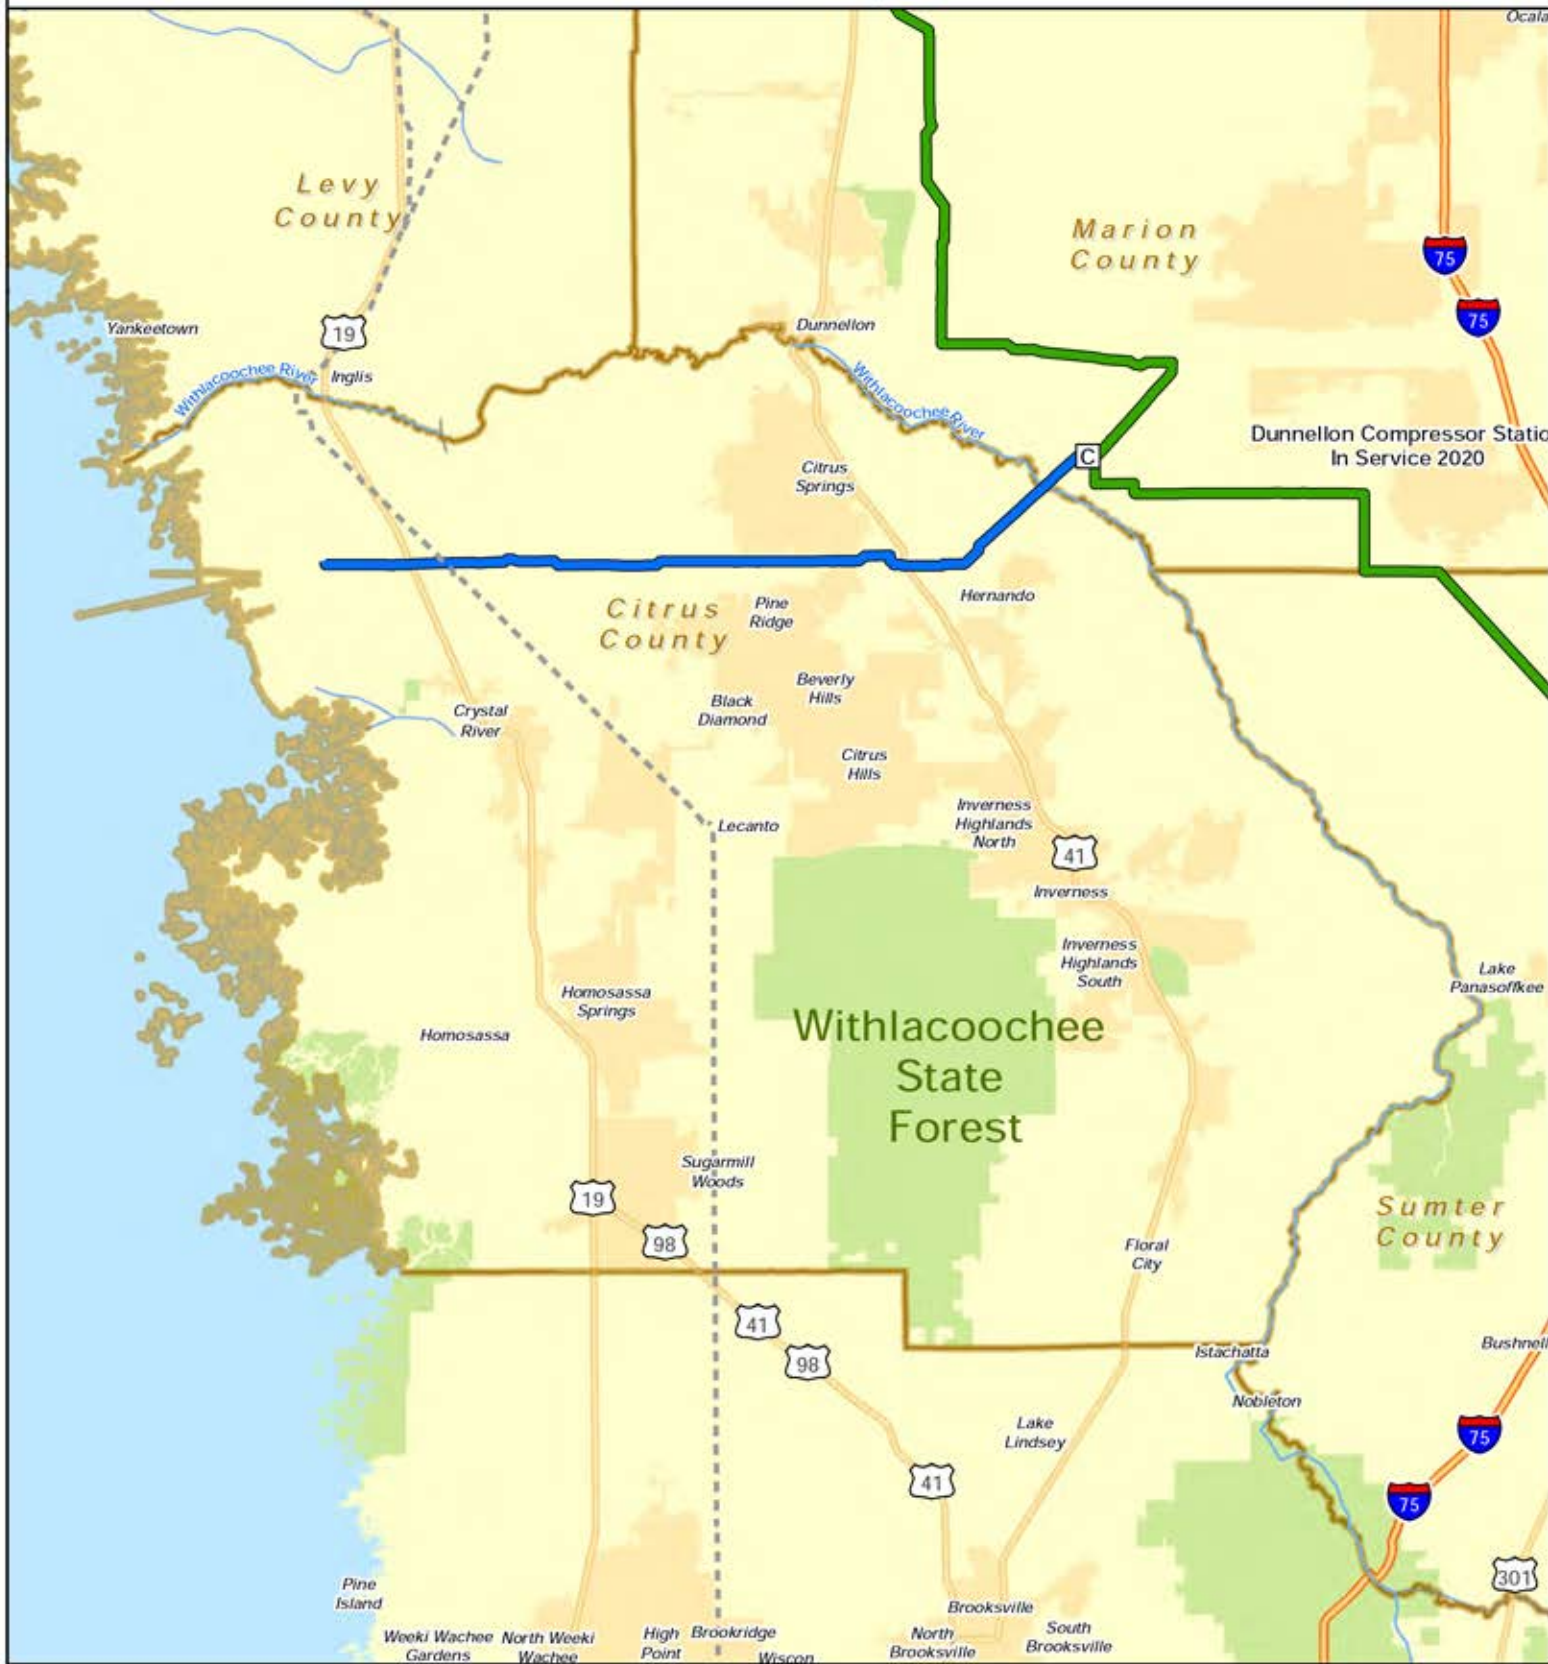 Ocala
Levy
County
Marion
County
75
75
Yankeetown
19
Dunnellon
Inglis
Withlacoochee River
Withlacoochee River
Dunnellon Compressor Statio
In Service 2020
C
Citrus
Springs
Hernando
Citrus
County
Pine
Ridge
Beverly
Hills
Black
Diamond
Crystal
River
Citrus
Hills
Lecanto
Inverness
Highlands
North
41
Inverness
Inverness
Highlands
South
Lake
Panasoffkee
Homosassa
Springs
Homosassa
Withlacoochee
State
Forest
Sugarmill
Woods
19
98
Sumter
County
Floral
City
41
98
Istachatta
Bushnell
Nobleton
Lake
Lindsey
75
41
75
301
Pine
Island
Brooksville
Weeki Wachee
Gardens
North Weeki
Wachee
High
Point
Brookridge
Wiscon
North
Brooksville
South
Brooksville